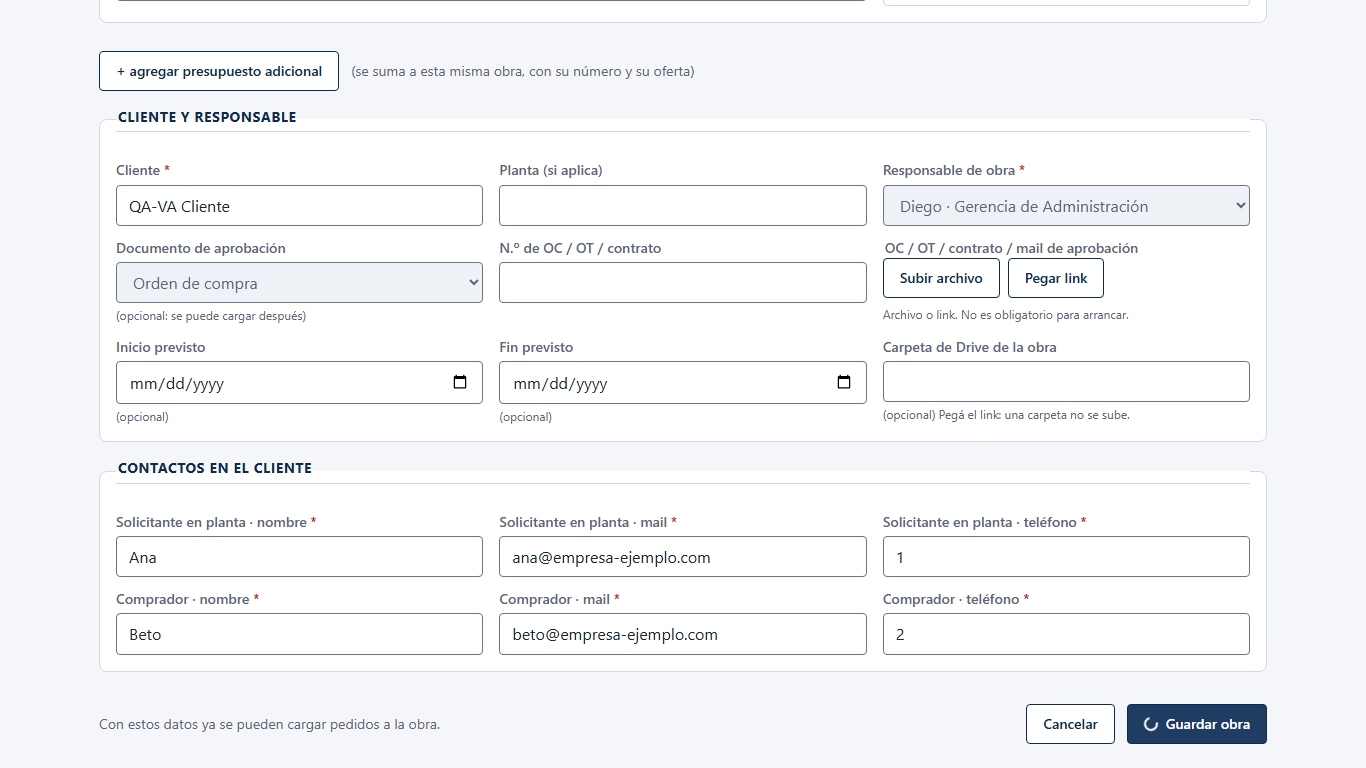 + agregar presupuesto adicional (se suma a esta misma obra, con su número y su oferta)
CLIENTE Y RESPONSABLE
Cliente * Planta (si aplica) Responsable de obra *
QA-VA Cliente Diego · Gerencia de Administración
Documento de aprobación N.º de OC / OT / contrato OC / OT / contrato / mail de aprobación
Orden de compra Subir archivo Pegar link
(opcional: se puede cargar después) Archivo o link. No es obligatorio para arrancar.
Inicio previsto Fin previsto Carpeta de Drive de la obra
mm/dd/yyyy mm/dd/yyyy
(opcional) (opcional) (opcional) Pegá el link: una carpeta no se sube.
CONTACTOS EN EL CLIENTE
Solicitante en planta · nombre * Solicitante en planta · mail * Solicitante en planta · teléfono *
Ana ana@empresa-ejemplo.com 1
Comprador · nombre * Comprador · mail * Comprador · teléfono *
Beto beto@empresa-ejemplo.com 2
Con estos datos ya se pueden cargar pedidos a la obra. Cancelar Guardar obra